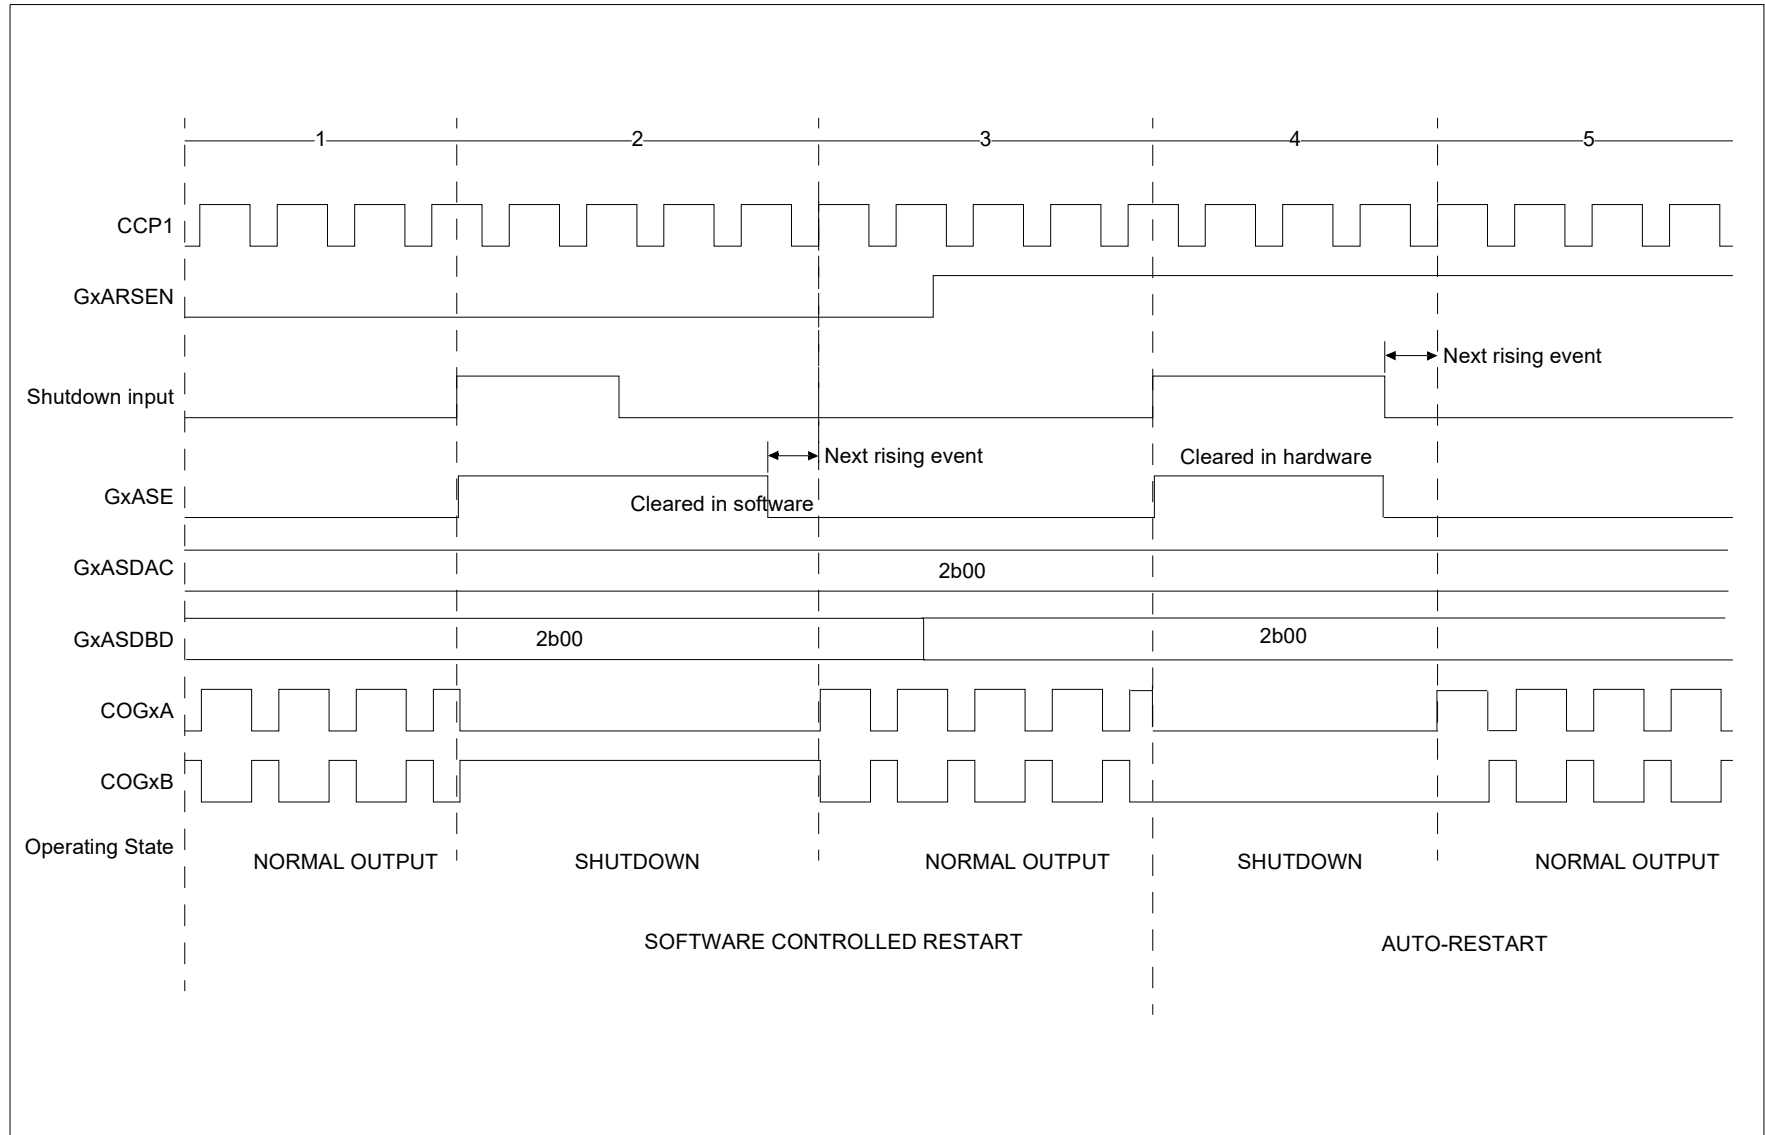 1 2 3 4 5
CCP1
GxARSEN
Next rising event
Shutdown input
Next rising event
Cleared in hardware
GxASE
Cleared in software
GxASDAC
2b00
GxASDBD
2b00 2b00
COGxA
COGxB
Operating State
NORMAL OUTPUT SHUTDOWN NORMAL OUTPUT SHUTDOWN NORMAL OUTPUT
SOFTWARE CONTROLLED RESTART AUTO-RESTART